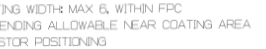 ING WIDTH: MAX 6, WITHIN FPC
ENDING ALLOWABLE NEAR COATING AREA
STOR POSITIONING